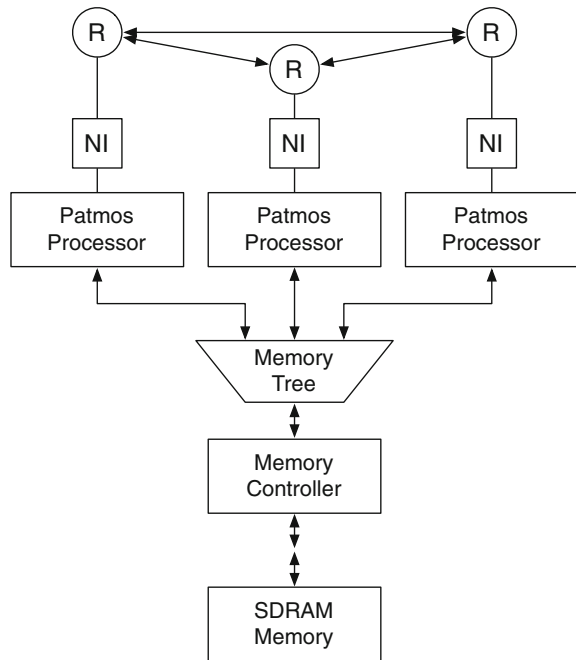 R
R
R
NI
NI
NI
Patmos
Processor
Patmos
Processor
Patmos
Processor
Memory
Tree
Memory
Controller
SDRAM
Memory